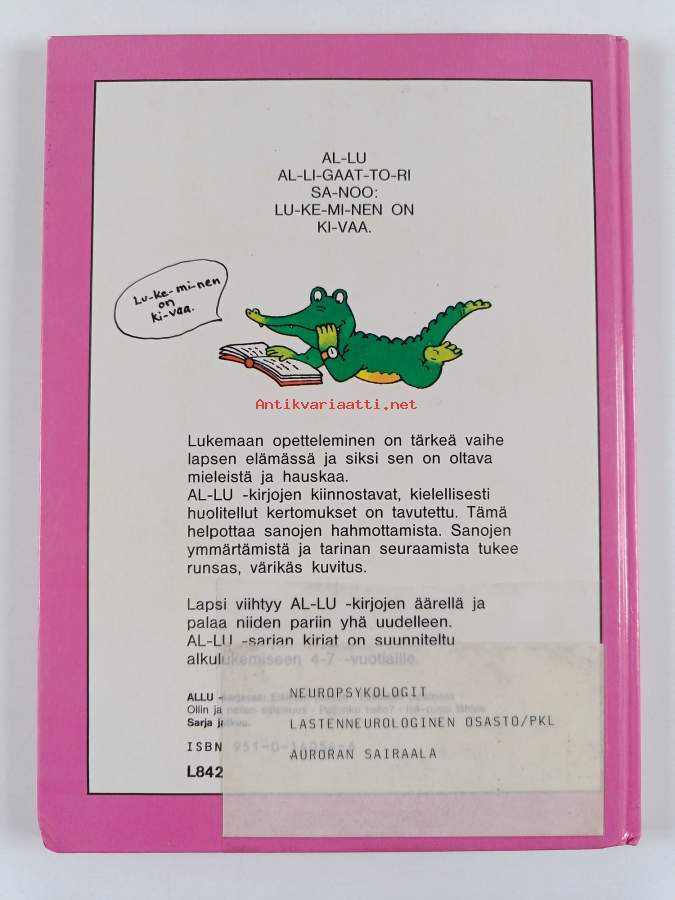 AL-LU
AL-LI-GAAT-TO-RI
SA-NOO:
LU-KE-MI-NEN ON
KI-VAA.
Lu-ke-mi-nen
on
ki-vaa.
Antikvariaatti.net
Lukemaan opetteleminen on tärkeä vaihe
lapsen elämässä ja siksi sen on oltava
mieleistä ja hauskaa.
AL-LU -kirjojen kiinnostavat, kielellisesti
huolitellut kertomukset on tavutettu. Tämä
helpottaa sanojen hahmottamista. Sanojen
ymmärtämistä ja tarinan seuraamista tukee
runsas, värikäs kuvitus.
Lapsi viihtyy AL-LU -kirjojen äärellä ja
palaa niiden pariin yhä uudelleen.
AL-LU -sarjan kirjat on suunniteltu
alkulukemiseen 4-7 -vuotiaille.
ALLU
Ollin ja
Sarja
ISBN
L842
NEUROPSYKOLOGIT
LASTENNEUROLOGINEN OSASTO/PKL
AURORAN SAIRAALA